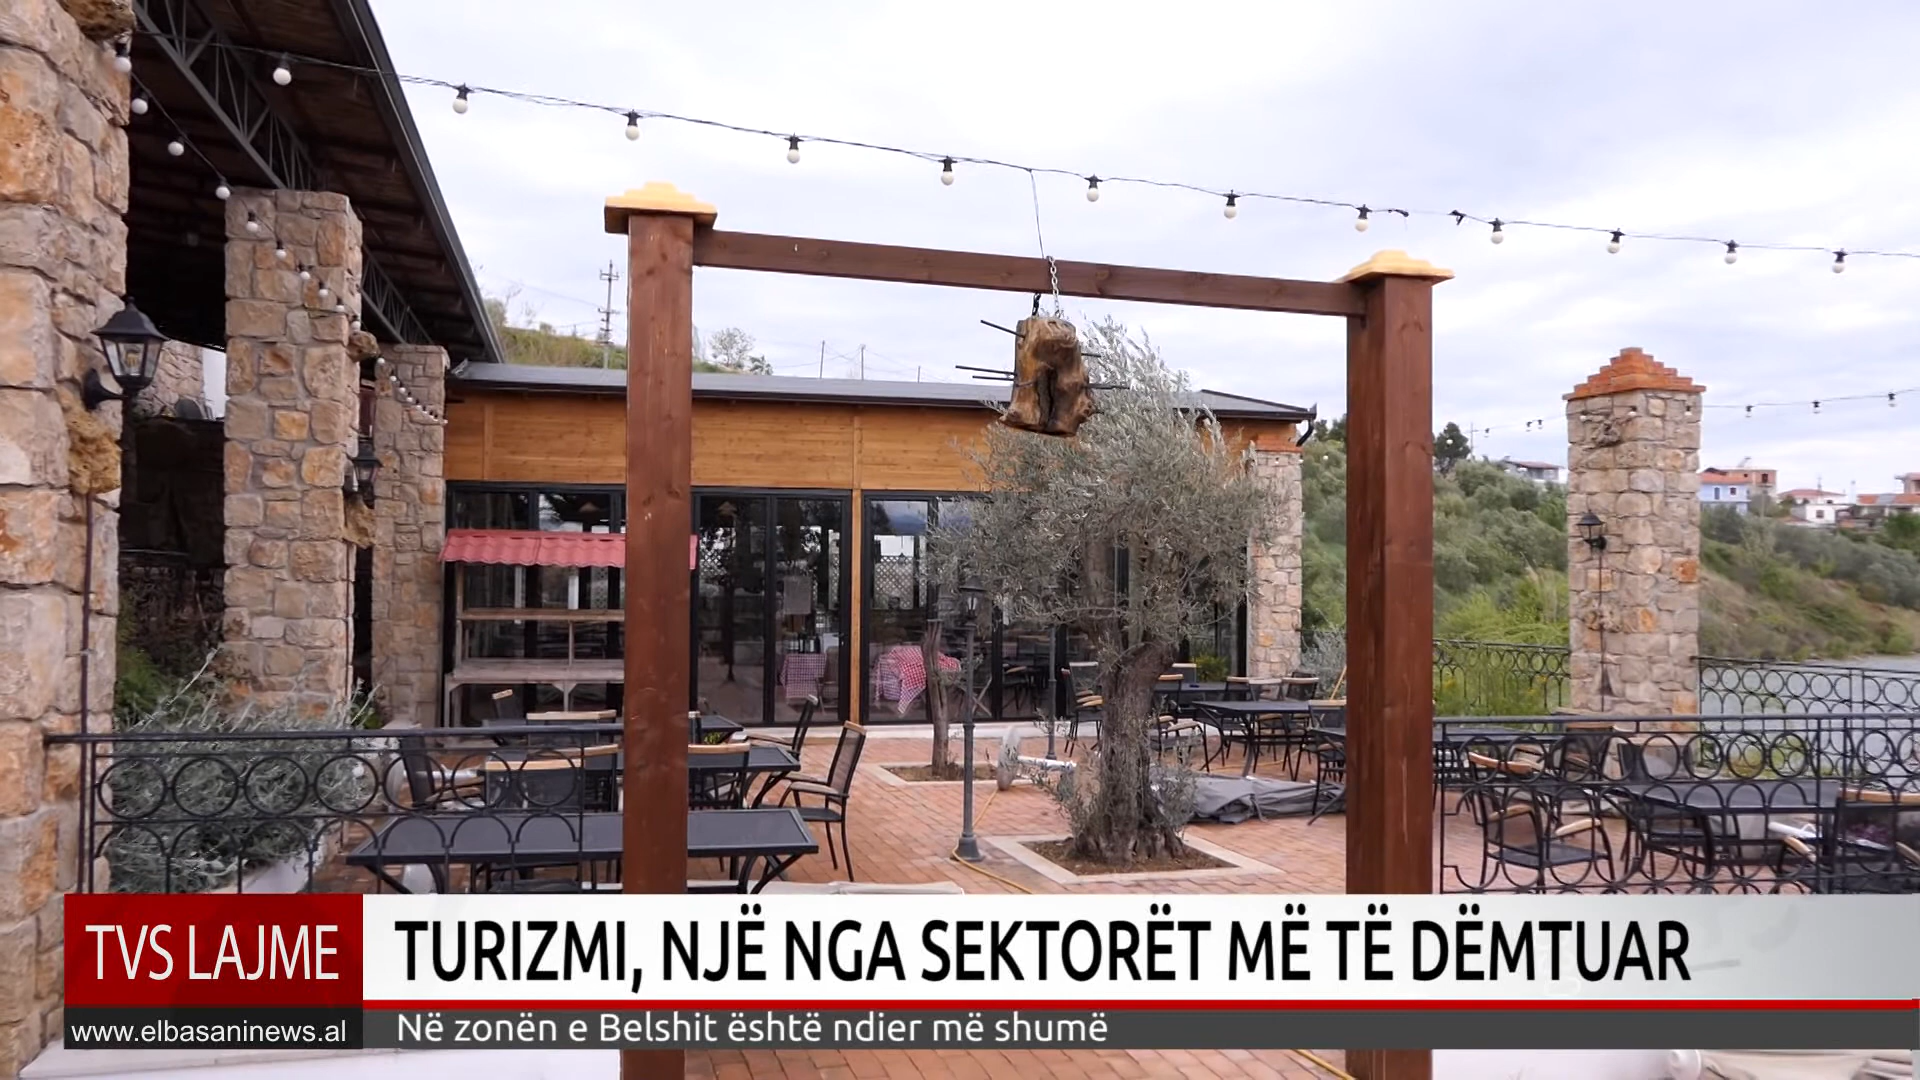 TVS LAJME
TURIZMI, NJË NGA SEKTORËT MË TË DËMTUAR
www.elbasaninews.al
Në zonën e Belshit është ndier më shumë